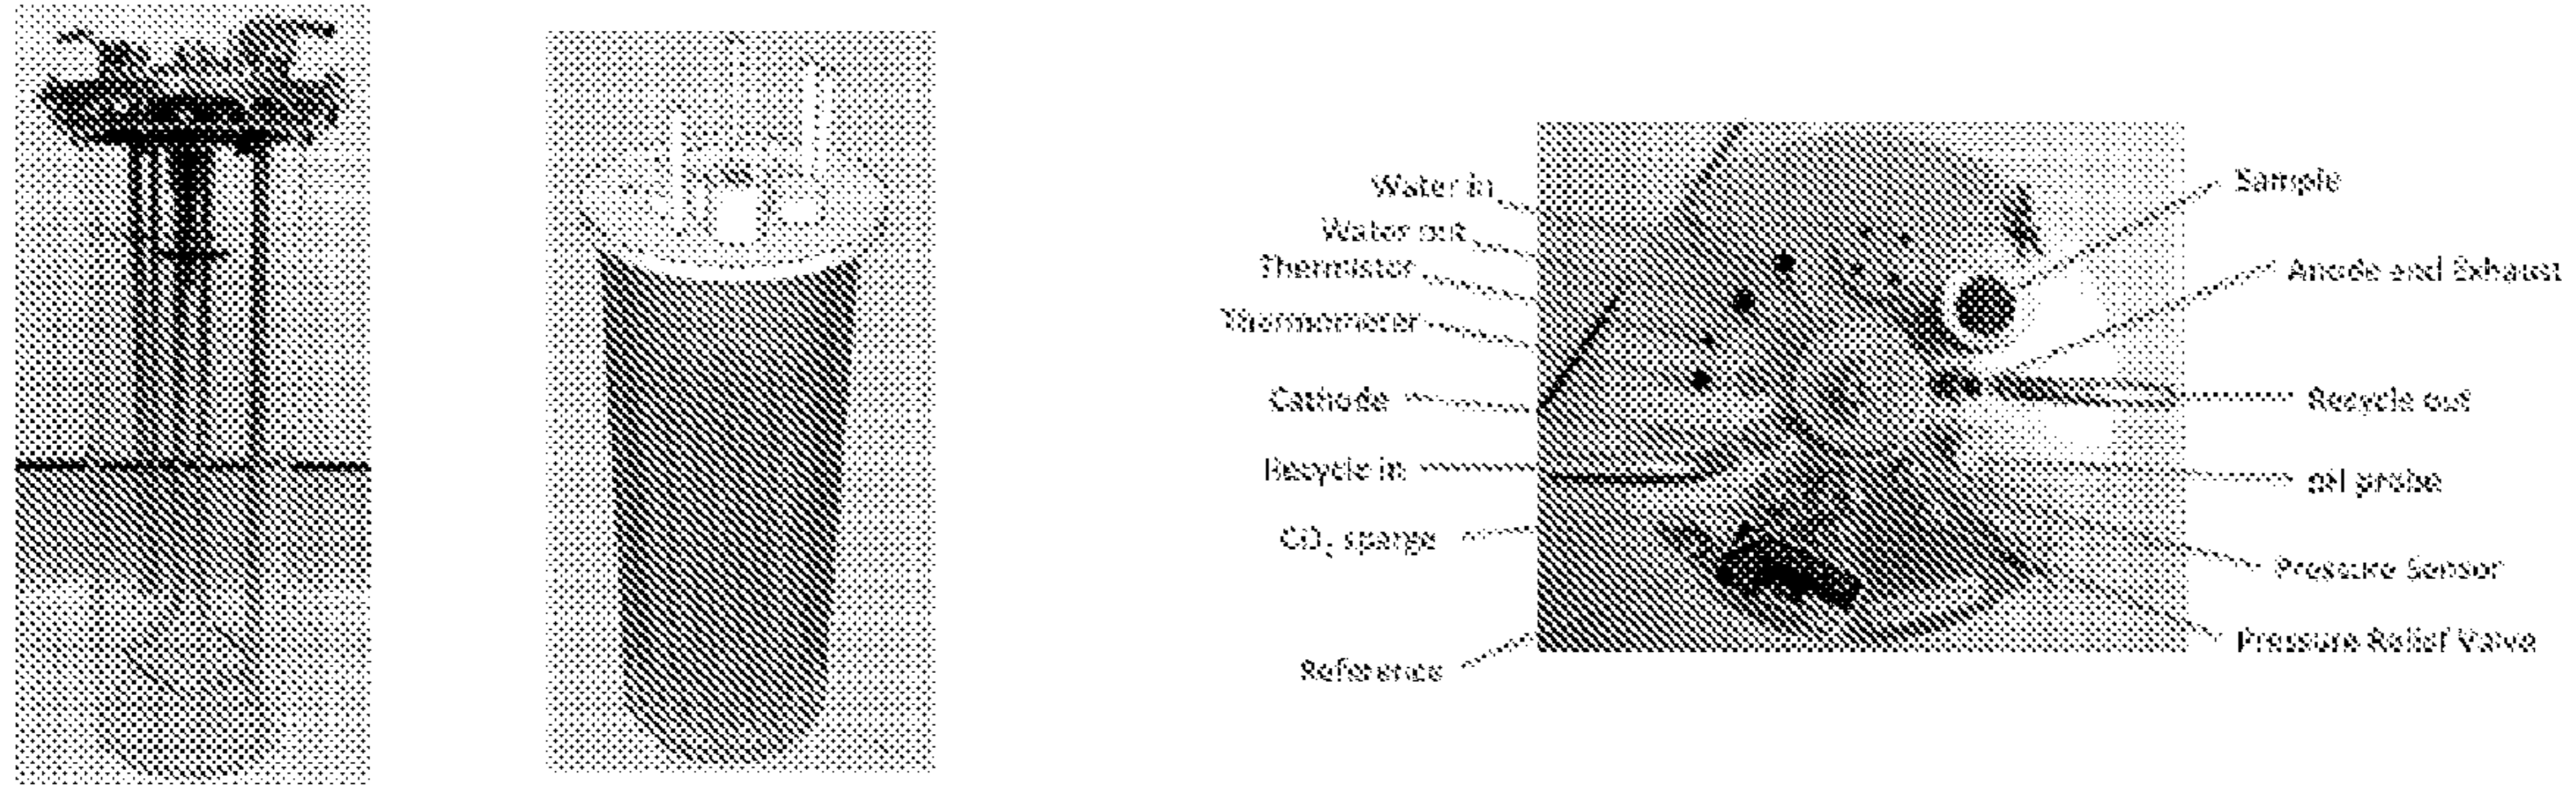 Water in
Water out
Thermistor
Thermometer
Cathode
Recycle in
CO₂ sparge
Reference
Sample
Anode and Exhaust
Recycle out
pH probe
Pressure Sensor
Pressure Relief Valve